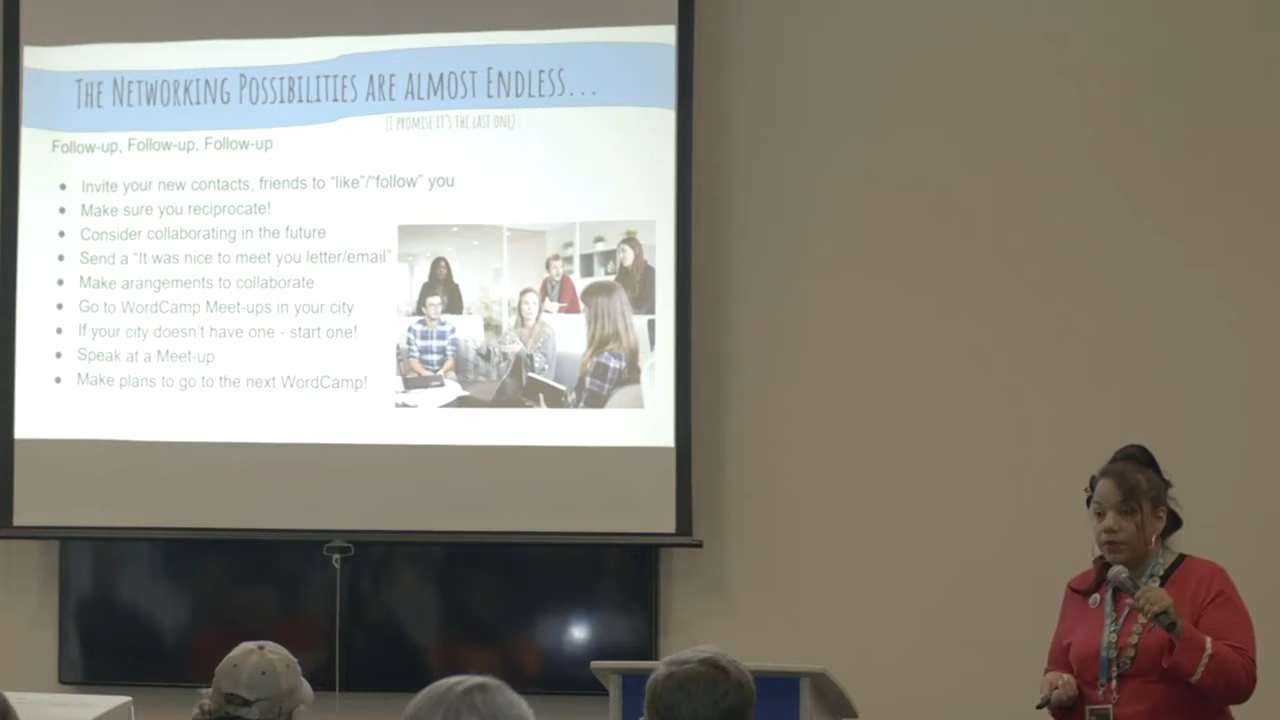 THE NETWORKING POSSIBILITIES ARE ALMOST ENDLESS...
(I PROMISE IT'S THE LAST ONE)
Follow-up, Follow-up, Follow-up
Invite your new contacts, friends to "like"/"follow" you
Make sure you reciprocate!
Consider collaborating in the future
Send a "It was nice to meet you letter/email"
Make arangements to collaborate
Go to WordCamp Meet-ups in your city
If your city doesn't have one - start one!
Speak at a Meet-up
Make plans to go to the next WordCamp!